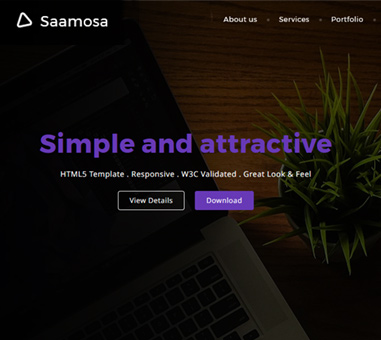 Saamosa
About us Services Portfolio
Simple and attractive
HTML5 Template . Responsive . W3C Validated . Great Look & Feel
View Details Download